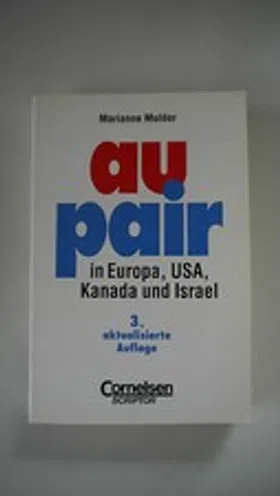 Marianne Mulder
au
pair
in Europa, USA,
Kanada und Israel
3.
aktualisierte
Auflage
Cornelsen
SCRIPTOR